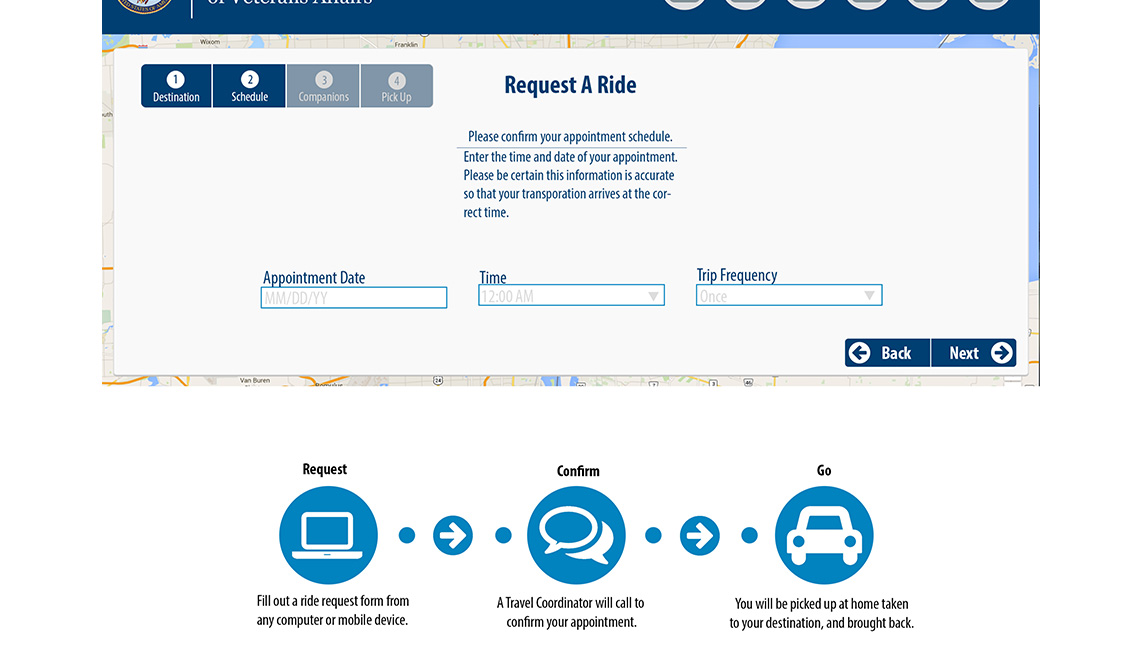 of Veterans Affairs
Wixom
Franklin
1 2 3 4
Destination Schedule Companions Pick Up
Request A Ride
Please confirm your appointment schedule.
Enter the time and date of your appointment.
Please be certain this information is accurate
so that your transporation arrives at the cor-
rect time.
Appointment Date
MM/DD/YY
Time
12:00 AM
Trip Frequency
Once
Back Next
Van Buren
Romulus
24
Request
Confirm
Go
Fill out a ride request form from
any computer or mobile device.
A Travel Coordinator will call to
confirm your appointment.
You will be picked up at home taken
to your destination, and brought back.